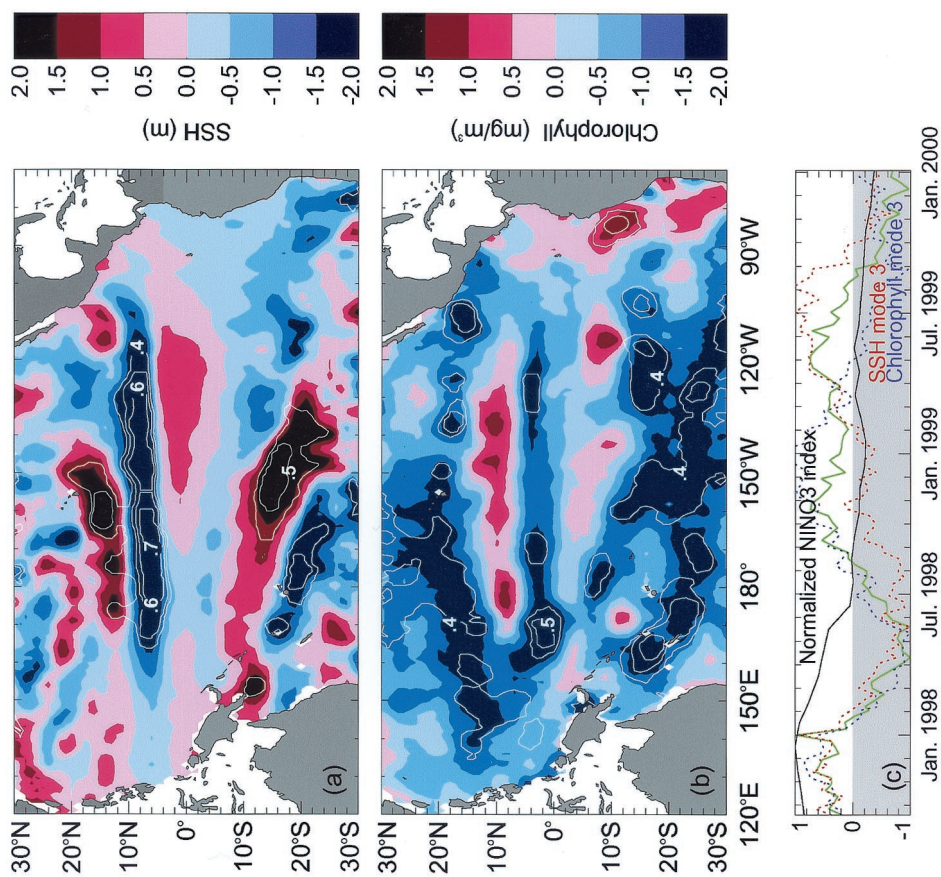 30°N
20°N
10°N
0°
10°S
20°S
30°S
(a)
.6
.7
.6
.4
.5
2.0
1.5
1.0
0.5
0.0
-0.5
-1.0
-1.5
-2.0
SSH (m)
30°N
20°N
10°N
0°
10°S
20°S
30°S
(b)
.4
.5
.4
.4
120°E
150°E
180°
150°W
120°W
90°W
2.0
1.5
1.0
0.5
0.0
-0.5
-1.0
-1.5
-2.0
Chlorophyll (mg/m³)
1
0
-1
(c)
Normalized NINO3 index
SSH mode 3
Chlorophyll mode 3
Jan. 1998
Jul. 1998
Jan. 1999
Jul. 1999
Jan. 2000